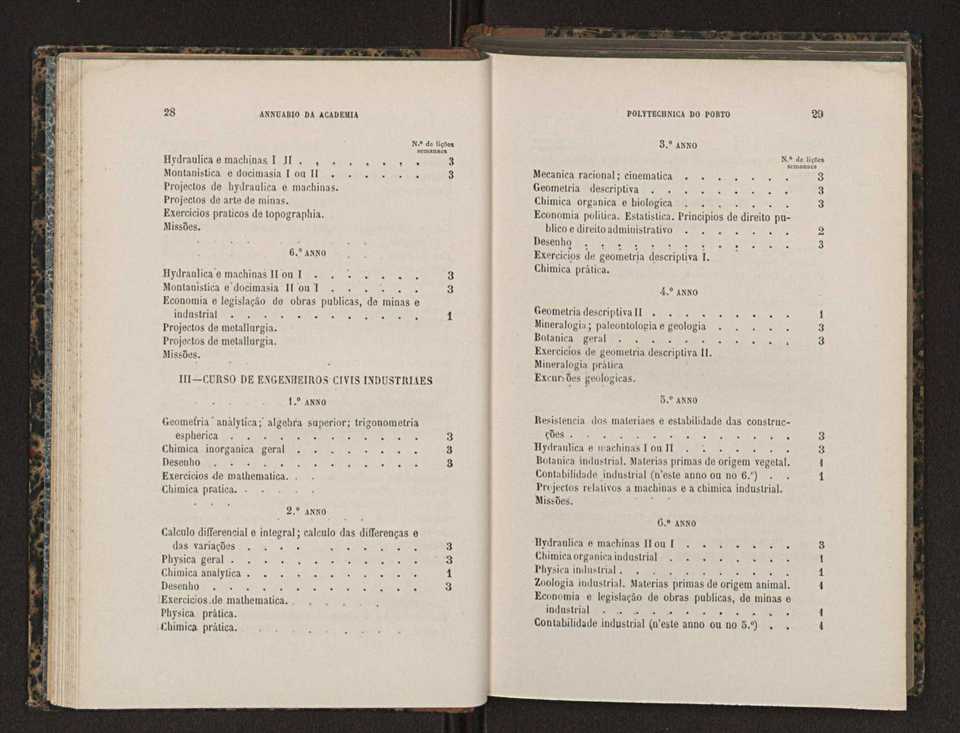 28 ANNUARIO DA ACADEMIA
N.º de lições
semanaes
Hydraulica e machinas I II . . . . . . . . 3
Montanistica e docimasia I ou II . . . . . . 3
Projectos de hydraulica e machinas.
Projectos de arte de minas.
Exercicios praticos de topographia.
Missões.
6.º ANNO
Hydraulica e machinas II ou I . . . . . . . 3
Montanistica e docimasia II ou I . . . . . . 3
Economia e legislação de obras publicas, de minas e
industrial . . . . . . . . . . . . 1
Projectos de metallurgia.
Projectos de metallurgia.
Missões.
III—CURSO DE ENGENHEIROS CIVIS INDUSTRIAES
1.º ANNO
Geometria analytica; algebra superior; trigonometria
espherica . . . . . . . . . . . . 3
Chimica inorganica geral . . . . . . . . 3
Desenho . . . . . . . . . . . . . 3
Exercicios de mathematica.
Chimica pratica.
2.º ANNO
Calculo differencial e integral; calculo das differenças e
das variações . . . . . . . . . . 3
Physica geral . . . . . . . . . . . . 3
Chimica analytica . . . . . . . . . . . 1
Desenho . . . . . . . . . . . . . 3
Exercicios de mathematica.
Physica prática.
Chimica prática.
POLYTECHNICA DO PORTO 29
3.º ANNO
N.º de lições
semanaes
Mecanica racional; cinematica . . . . . . . 3
Geometria descriptiva . . . . . . . . . 3
Chimica organica e biologica . . . . . . . 3
Economia politica. Estatistica. Principios de direito pu-
blico e direito administrativo . . . . . . . 2
Desenho . . . . . . . . . . . . . 3
Exercicios de geometria descriptiva I.
Chimica prática.
4.º ANNO
Geometria descriptiva II . . . . . . . . . 1
Mineralogia; paleontologia e geologia . . . . . 3
Botanica geral . . . . . . . . . . . 3
Exercicios de geometria descriptiva II.
Mineralogia prática
Excursões geologicas.
5.º ANNO
Resistencia dos materiaes e estabilidade das construc-
ções . . . . . . . . . . . . . . 3
Hydraulica e machinas I ou II . . . . . . . 3
Botanica industrial. Materias primas de origem vegetal. 1
Contabilidade industrial (n'este anno ou no 6.º) . . 1
Projectos relativos a machinas e a chimica industrial.
Missões.
6.º ANNO
Hydraulica e machinas II ou I . . . . . . . 3
Chimica organica industrial . . . . . . . . 1
Physica industrial . . . . . . . . . . . 1
Zoologia industrial. Materias primas de origem animal. 1
Economia e legislação de obras publicas, de minas e
industrial . . . . . . . . . . . . 1
Contabilidade industrial (n'este anno ou no 5.º) . . 1